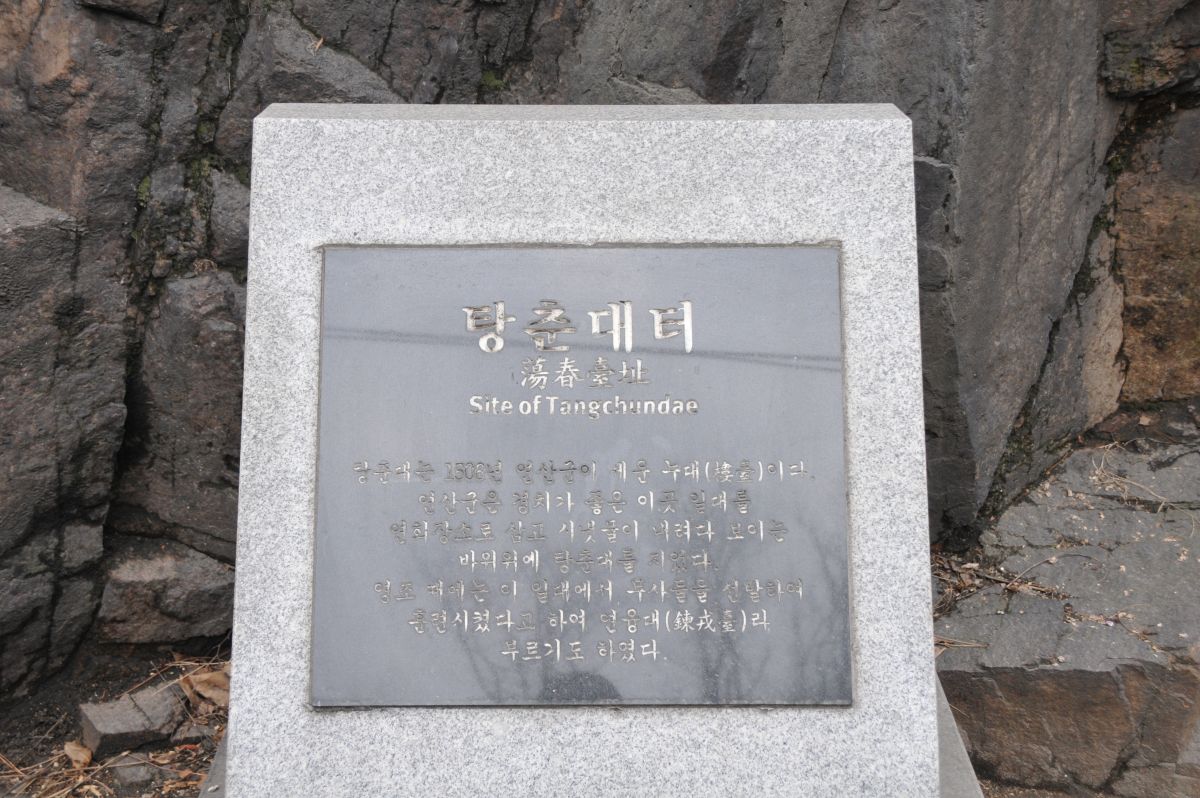 탕춘대터
蕩春臺址
Site of Tangchundae
탕춘대는 1506년 연산군이 세운 누대(樓臺)이다.
연산군은 경치가 좋은 이곳 일대를
연회장소로 삼고 시냇물이 내려다 보이는
바위위에 탕춘대를 지었다.
영조 때에는 이 일대에서 무사들을 선발하여
훈련시켰다고 하여 연융대(鍊戎臺)라
부르기도 하였다.